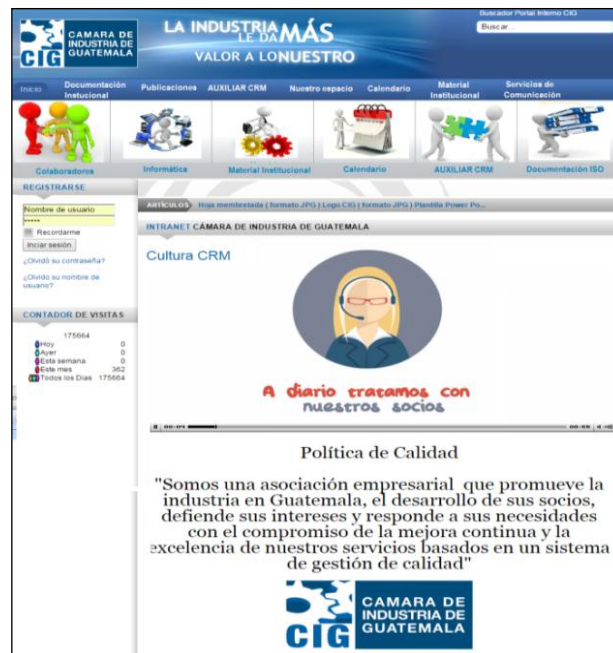 Buscador Portal Interno CIG
Buscar...
CIG
CAMARA DE
INDUSTRIA DE
GUATEMALA
LA INDUSTRIA
LE DA MÁS
VALOR A LO NUESTRO
Inicio
Documentación
Instucional
Publicaciones
AUXILIAR CRM
Nuestro espacio
Calendario
Material
Institucional
Servicios de
Comunicación
Colaboradores
Informática
Material Institucional
Calendario
AUXILIAR CRM
Documentación ISO
REGISTRARSE
Nombre de usuario
Recordarme
Inciar sesión
¿Olvidó su contraseña?
¿Olvido su nombre de
usuario?
CONTADOR DE VISITAS
175664
Hoy 0
Ayer 0
Esta semana 0
Este mes 362
Todos los Dias 175664
ARTÍCULOS Hoja membretada ( formato JPG ) Logo CIG ( formato JPG ) Plantilla Power Po...
INTRANET CÁMARA DE INDUSTRIA DE GUATEMALA
Cultura CRM
A diario tratamos con
nuestros socios
Política de Calidad
"Somos una asociación empresarial que promueve la
industria en Guatemala, el desarrollo de sus socios,
defiende sus intereses y responde a sus necesidades
con el compromiso de la mejora continua y la
excelencia de nuestros servicios basados en un sistema
de gestión de calidad"
CIG
CAMARA DE
INDUSTRIA DE
GUATEMALA